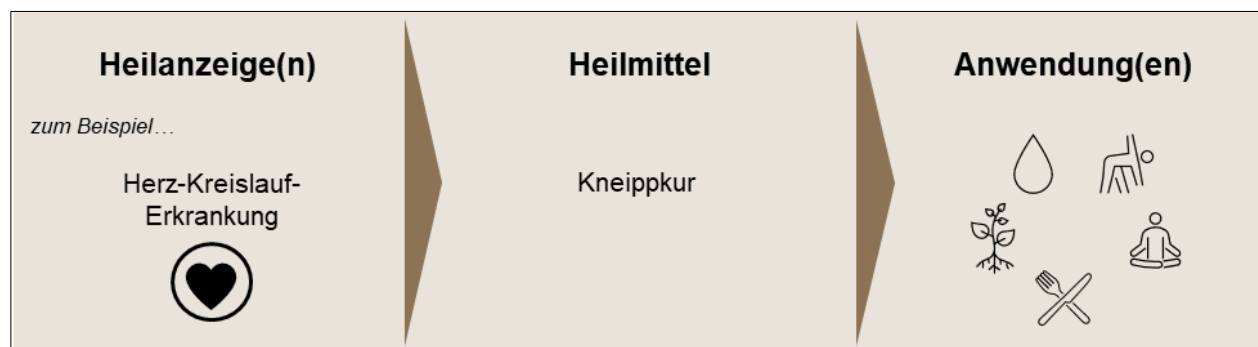 Heilanzeige(n)
zum Beispiel…
Herz-Kreislauf-
Erkrankung
Heilmittel
Kneippkur
Anwendung(en)